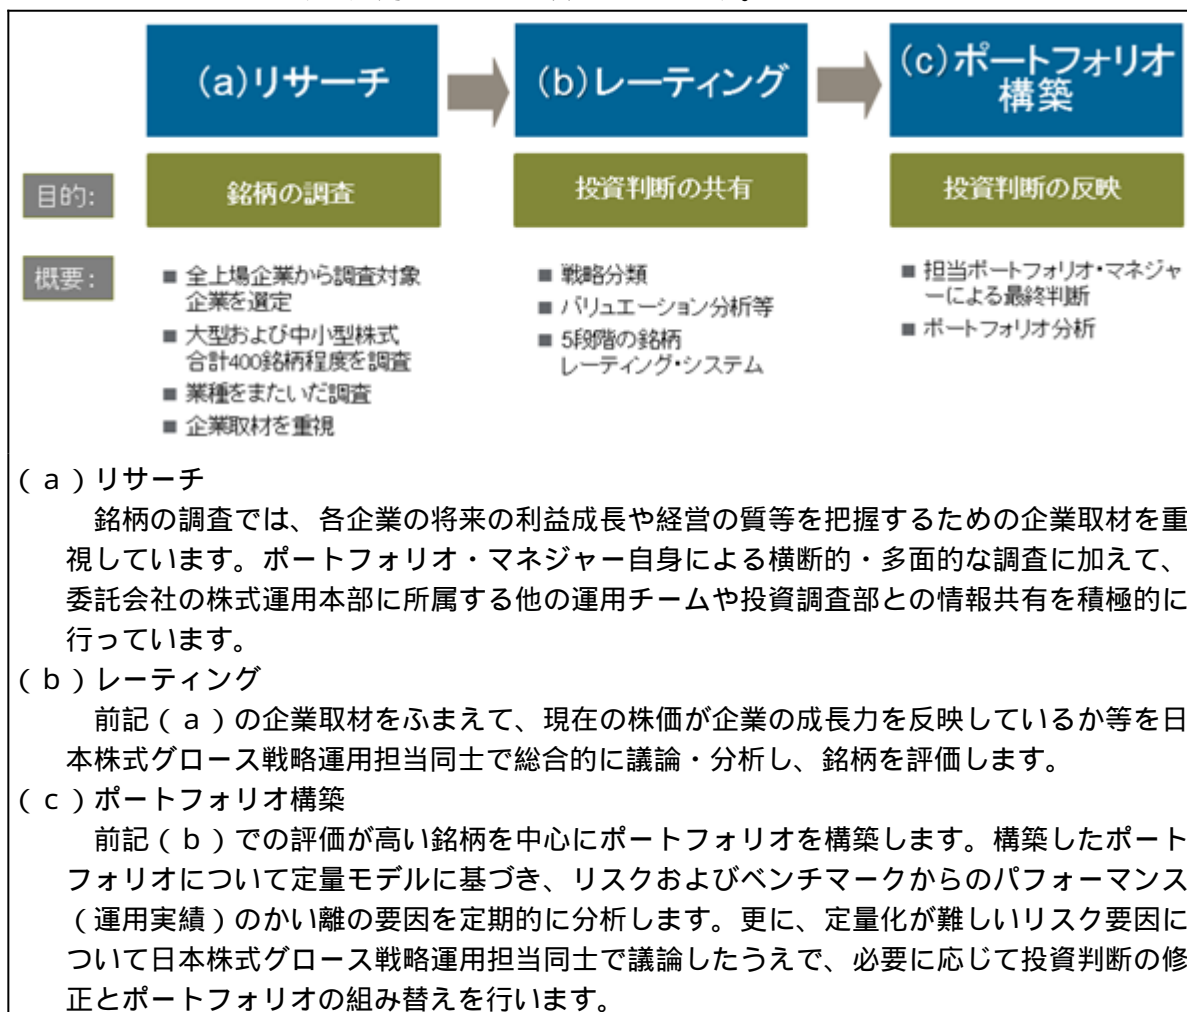 (a)リサーチ
(b)レーティング
(c)ポートフォリオ
構築
目的:
銘柄の調査
投資判断の共有
投資判断の反映
概要:
■ 全上場企業から調査対象
企業を選定
■ 大型および中小型株式
合計400銘柄程度を調査
■ 業種をまたいだ調査
■ 企業取材を重視
■ 戦略分類
■ バリュエーション分析等
■ 5段階の銘柄
レーティング・システム
■ 担当ポートフォリオ・マネジャ
ーによる最終判断
■ ポートフォリオ分析
(a)リサーチ
銘柄の調査では、各企業の将来の利益成長や経営の質等を把握するための企業取材を重
視しています。ポートフォリオ・マネジャー自身による横断的・多面的な調査に加えて、
委託会社の株式運用本部に所属する他の運用チームや投資調査部との情報共有を積極的に
行っています。
(b)レーティング
前記(a)の企業取材をふまえて、現在の株価が企業の成長力を反映しているか等を日
本株式グロース戦略運用担当同士で総合的に議論・分析し、銘柄を評価します。
(c)ポートフォリオ構築
前記(b)での評価が高い銘柄を中心にポートフォリオを構築します。構築したポート
フォリオについて定量モデルに基づき、リスクおよびベンチマークからのパフォーマンス
(運用実績)のかい離の要因を定期的に分析します。更に、定量化が難しいリスク要因に
ついて日本株式グロース戦略運用担当同士で議論したうえで、必要に応じて投資判断の修
正とポートフォリオの組み替えを行います。